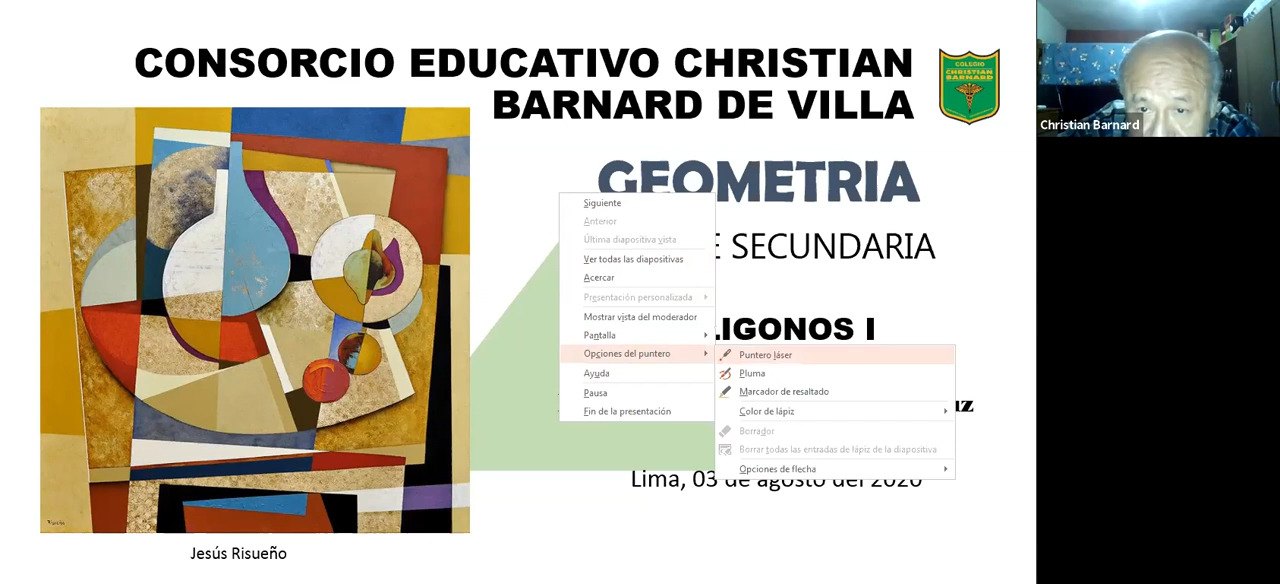 CONSORCIO EDUCATIVO CHRISTIAN
BARNARD DE VILLA
COLEGIO
CHRISTIAN
BARNARD
GEOMETRIA
SECUNDARIA
LIGONOS I
Siguiente
Anterior
Última diapositiva vista
Ver todas las diapositivas
Acercar
Presentación personalizada
Mostrar vista del moderador
Pantalla
Opciones del puntero
Ayuda
Pausa
Fin de la presentación
Puntero láser
Pluma
Marcador de resaltado
Color de lápiz
Borrador
Borrar todas las entradas de lápiz de la diapositiva
Opciones de flecha
Lima, 03 de agosto del 2020
Jesús Risueño
Christian Barnard